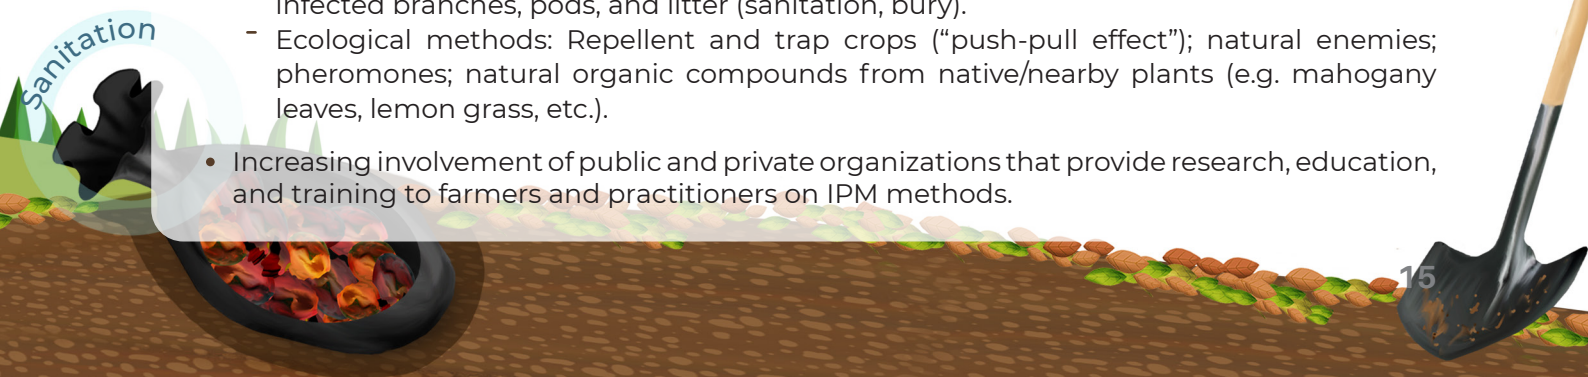 infected branches, pods, and litter (sanitation, bury).
Sanitation
- Ecological methods: Repellent and trap crops (“push-pull effect”); natural enemies;
pheromones; natural organic compounds from native/nearby plants (e.g. mahogany
leaves, lemon grass, etc.).
• Increasing involvement of public and private organizations that provide research, education,
and training to farmers and practitioners on IPM methods.
15